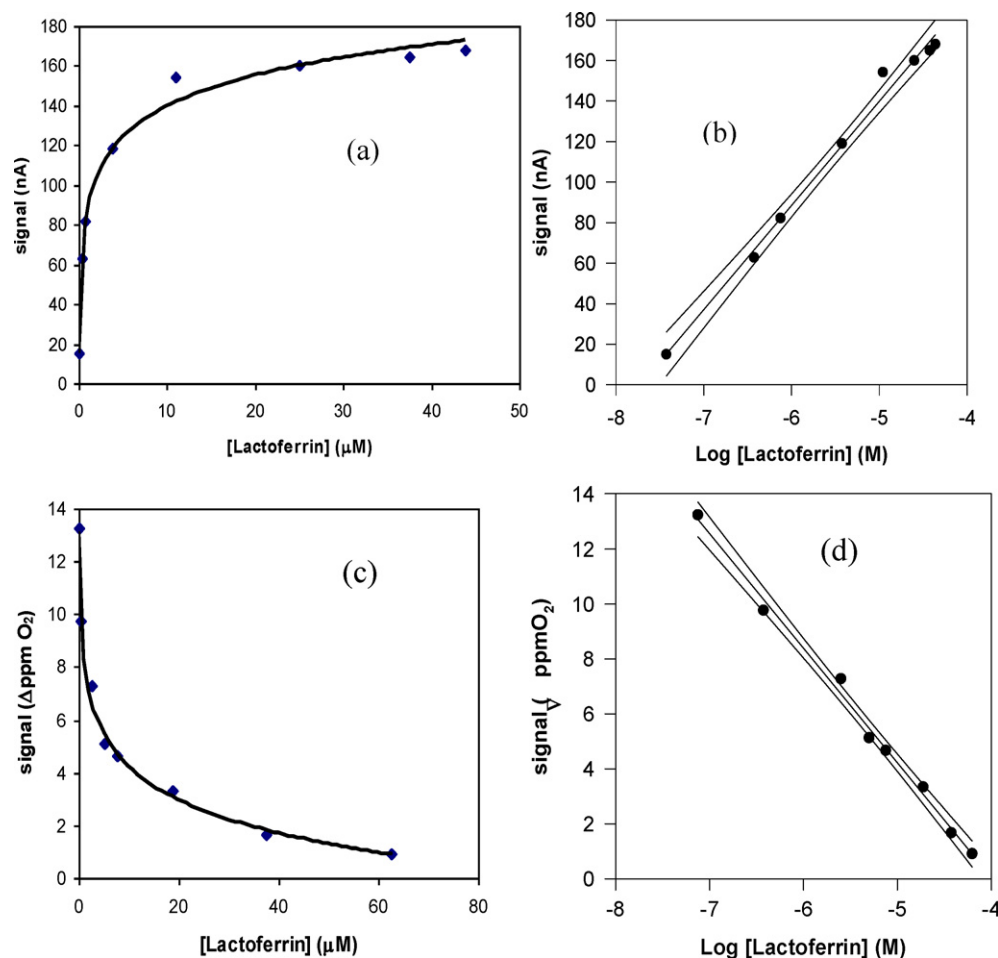 180
160
140
120
100
80
60
40
20
0
signal (nA)
(a)
0 10 20 30 40 50
[Lactoferrin] (μM)
180
160
140
120
100
80
60
40
20
0
signal (nA)
(b)
-8 -7 -6 -5 -4
Log [Lactoferrin] (M)
14
12
10
8
6
4
2
0
signal (Δppm O₂)
(c)
0 20 40 60 80
[Lactoferrin] (μM)
14
12
10
8
6
4
2
0
signal (∇ ppmO₂)
(d)
-8 -7 -6 -5 -4
Log [Lactoferrin] (M)